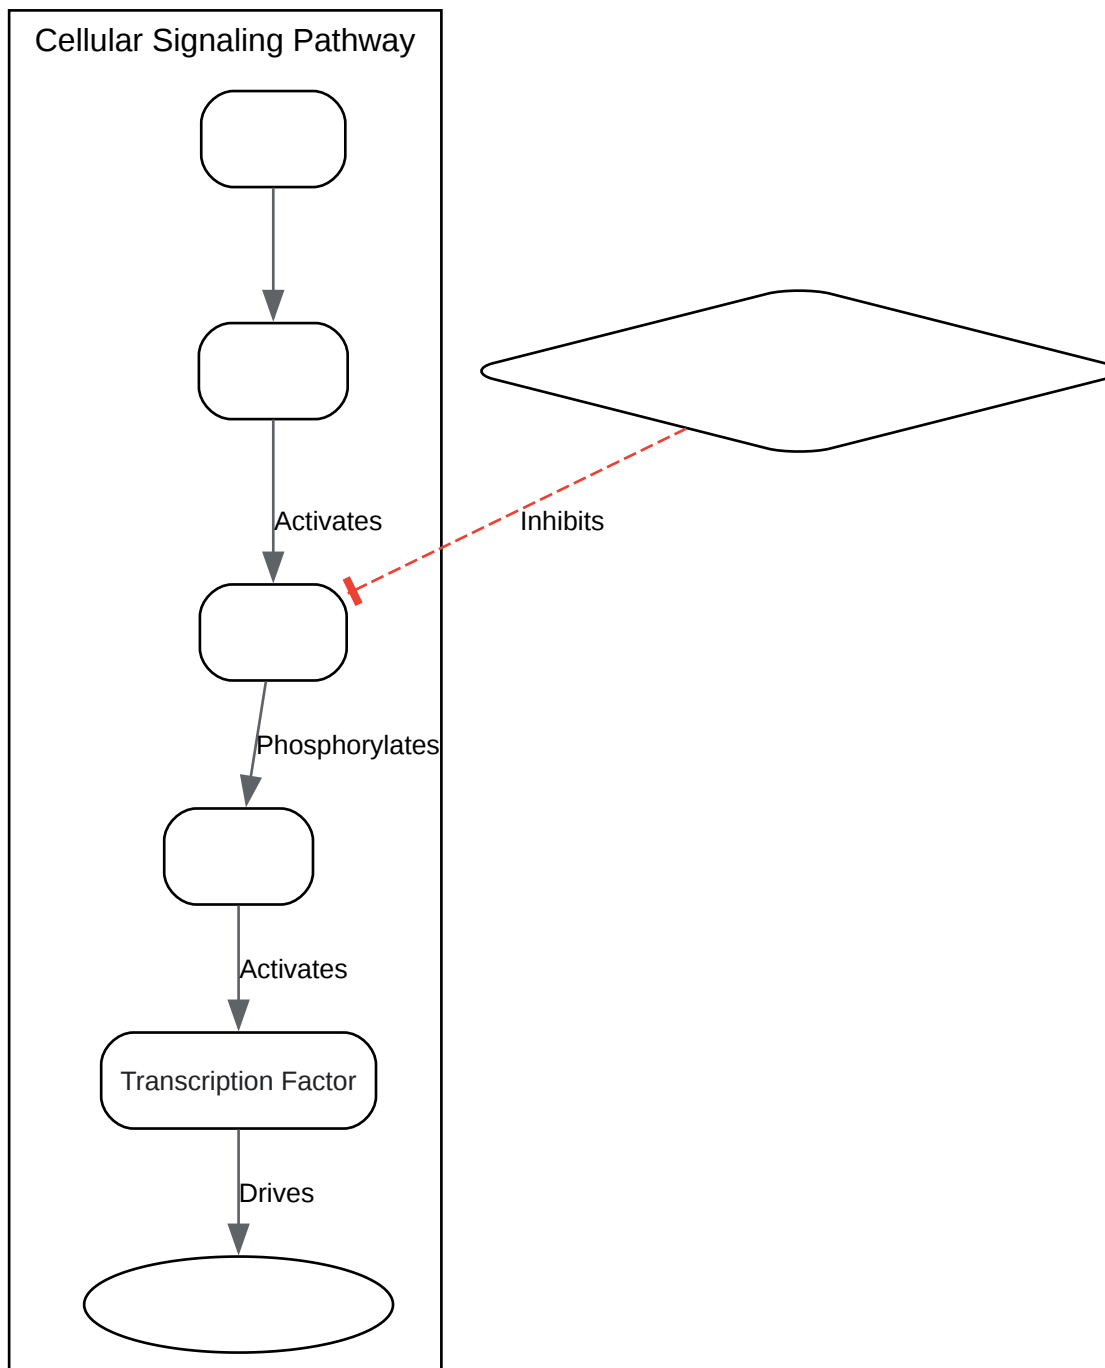 Cellular Signaling Pathway
Activates
Inhibits
Phosphorylates
Activates
Transcription Factor
Drives